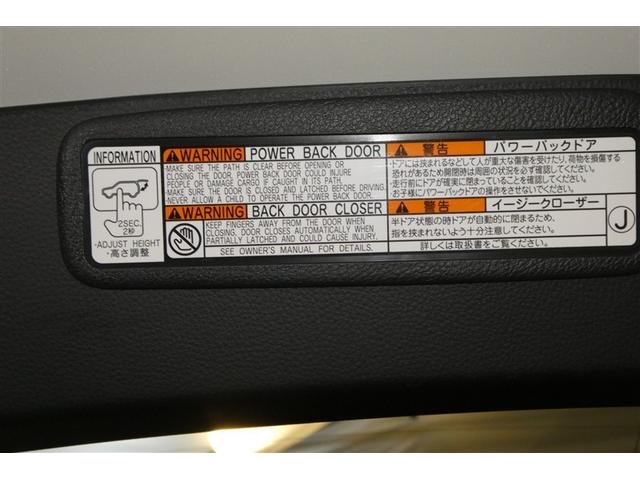 INFORMATION
2SEC.
2秒
・ADJUST HEIGHT
・高さ調整
WARNING POWER BACK DOOR
・MAKE SURE THE PATH IS CLEAR BEFORE OPENING OR
CLOSING THE DOOR. POWER BACK DOOR COULD INJURE
PEOPLE OR DAMAGE CARGO IF CAUGHT IN ITS PATH.
・MAKE SURE DOOR IS CLOSED AND LATCHED BEFORE DRIVING.
・NEVER ALLOW A CHILD TO OPERATE THE POWER BACK DOOR.
WARNING BACK DOOR CLOSER
KEEP FINGERS AWAY FROM THE DOOR WHEN
CLOSING. DOOR CLOSES AUTOMATICALLY WHEN
PARTIALLY LATCHED AND COULD CAUSE INJURY.
SEE OWNER'S MANUAL FOR DETAILS.
警告 パワーバックドア
・ドアには挟まれるなどして人が重大な傷害を受けたり、荷物を損傷する
恐れがあるため開閉時は周囲の状況を必ず確認してください。
・走行前にドアが確実に閉まっていることを確認してください。
・お子様にパワーバックドアの操作をさせないでください。
警告 イージークローザー
半ドア状態の時ドアが自動的に閉まるため、
指を挟まれないよう十分注意してください。
詳しくは取扱書をご覧ください。
J